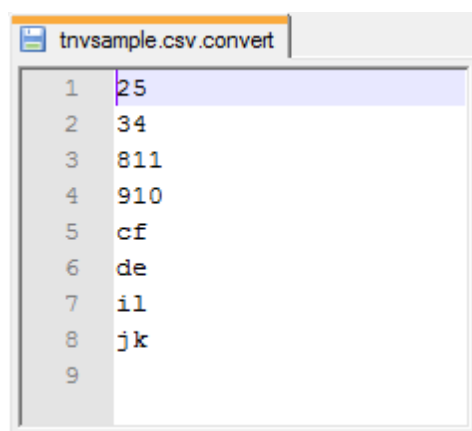 tnvsample.csv.convert
1 25
2 34
3 811
4 910
5 cf
6 de
7 il
8 jk
9